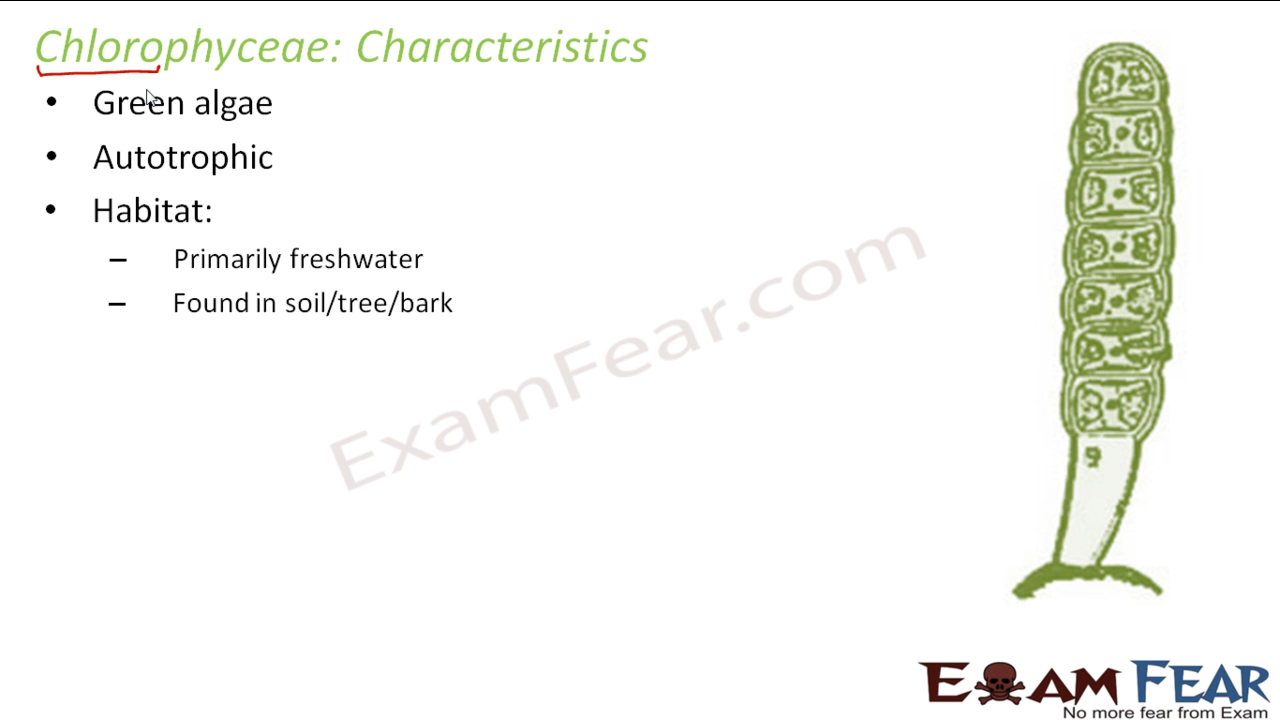 Chlorophyceae: Characteristics
• Green algae
• Autotrophic
• Habitat:
– Primarily freshwater
– Found in soil/tree/bark
ExamFear.com
EXAM FEAR
No more fear from Exam